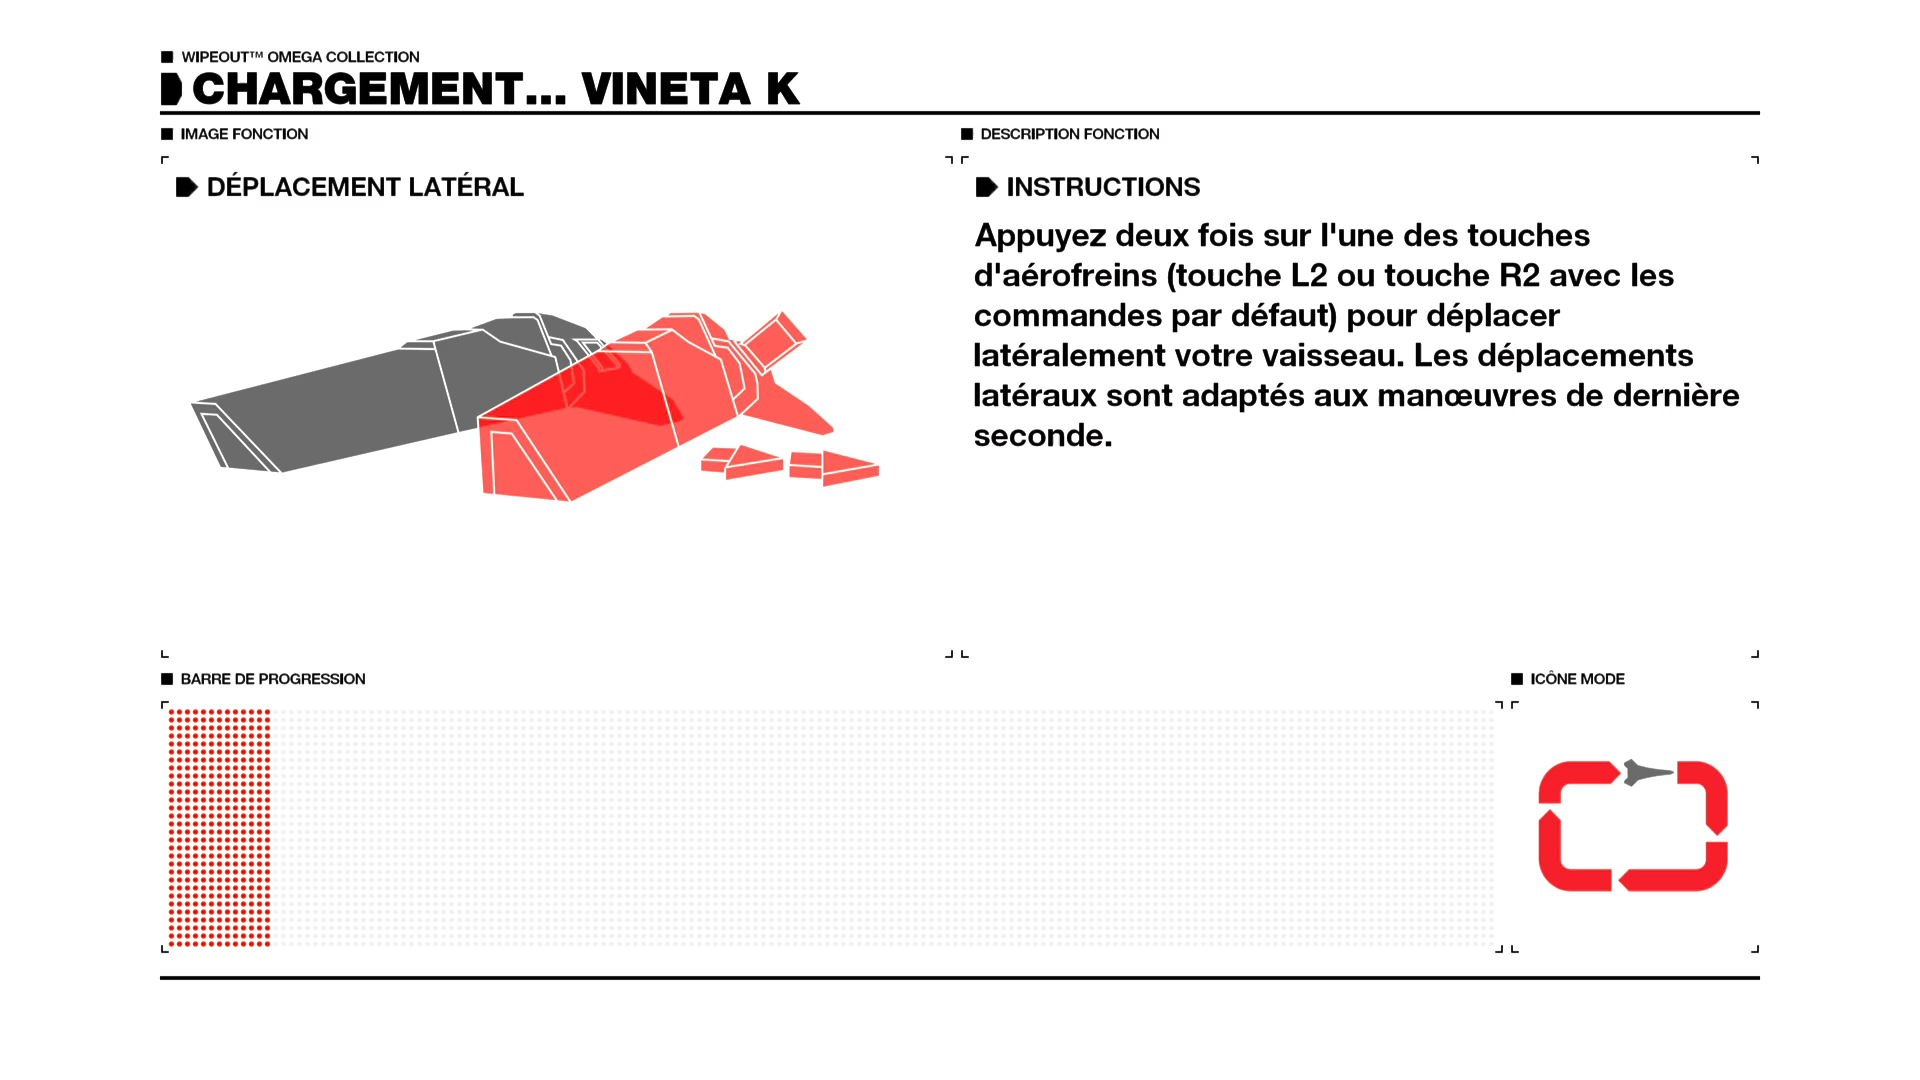 WIPEOUT™ OMEGA COLLECTION
CHARGEMENT... VINETA K
IMAGE FONCTION
DÉPLACEMENT LATÉRAL
DESCRIPTION FONCTION
INSTRUCTIONS
Appuyez deux fois sur l'une des touches
d'aérofreins (touche L2 ou touche R2 avec les
commandes par défaut) pour déplacer
latéralement votre vaisseau. Les déplacements
latéraux sont adaptés aux manœuvres de dernière
seconde.
BARRE DE PROGRESSION
ICÔNE MODE